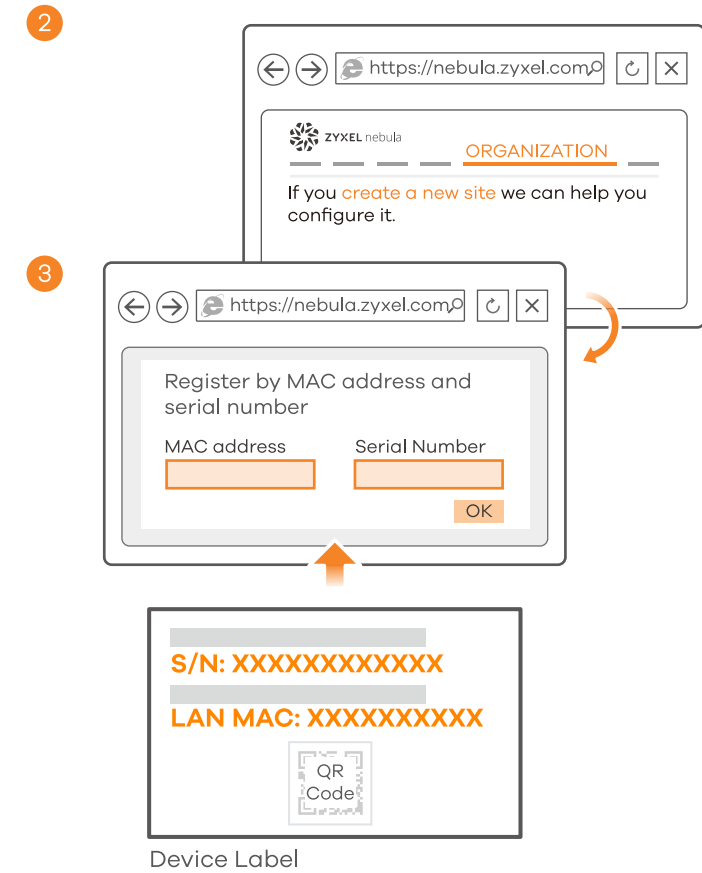 2
https://nebula.zyxel.com
ZYXEL nebula
ORGANIZATION
If you create a new site we can help you
configure it.
3
https://nebula.zyxel.com
Register by MAC address and
serial number
MAC address Serial Number
OK
S/N: XXXXXXXXXXXX
LAN MAC: XXXXXXXXXX
QR
Code
Device Label